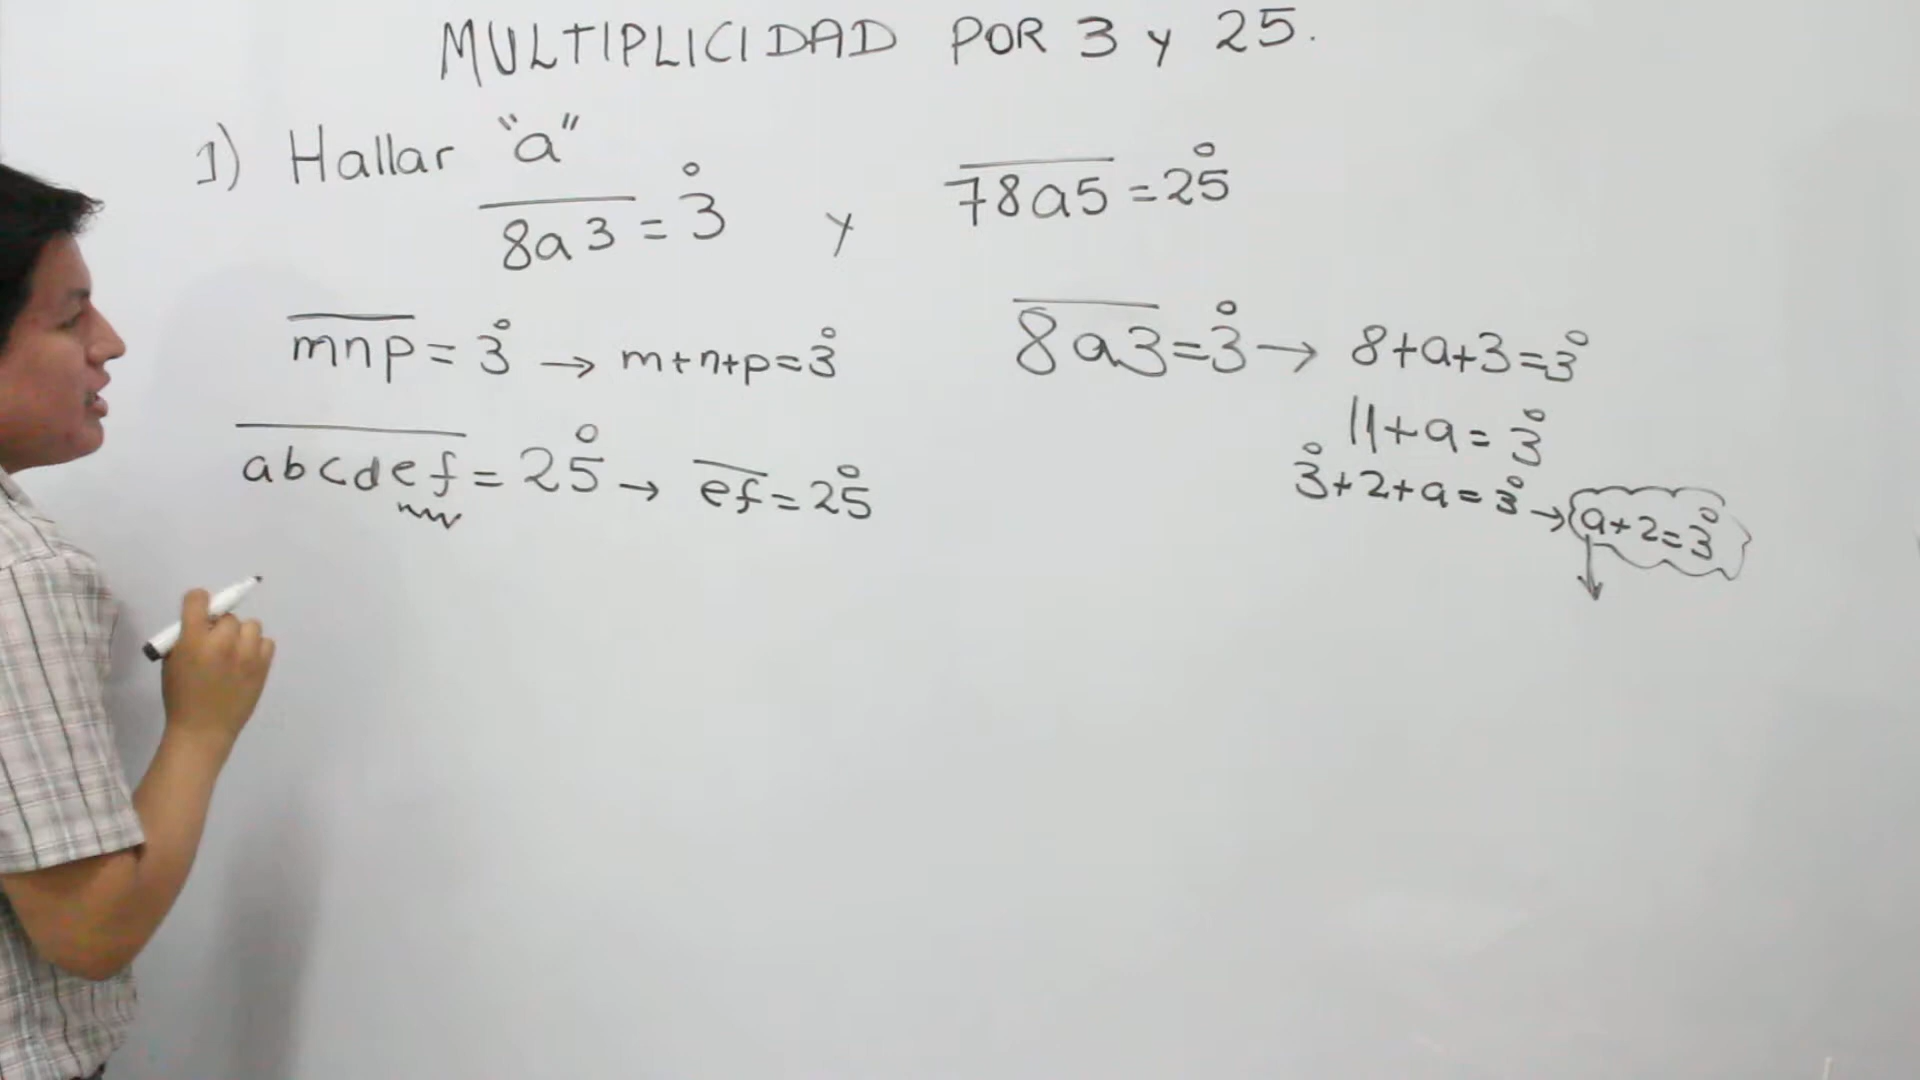 MULTIPLICIDAD POR 3 y 25.
1) Hallar "a"
8a3 = 3° y 78a5 = 25°
mnp = 3° → m+n+p = 3°
abcdef = 25° → ef = 25°
8a3 = 3° → 8+a+3 = 3°
11+a = 3°
3°+2+a = 3° → a+2 = 3°